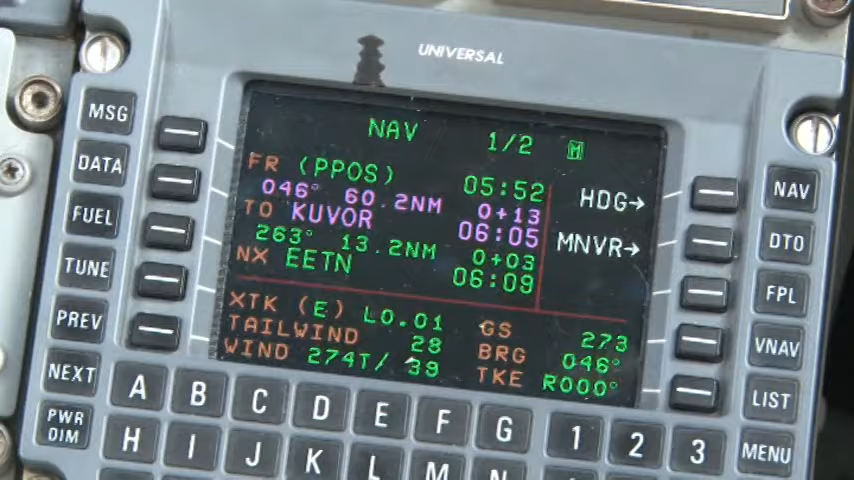 UNIVERSAL
MSG
DATA
FUEL
TUNE
PREV
NEXT
PWR DIM
NAV 1/2 M
FR (PPOS) 05:52
046° 60.2NM 0+13
TO KUVOR 06:05
263° 13.2NM 0+03
NX EETN 06:09
HDG→
MNVR→
XTK (E) L0.01 GS 273
TAILWIND 28 BRG 046°
WIND 274T/ 39 TKE R000°
NAV
DTO
FPL
VNAV
LIST
MENU
A B C D E F G 1 2 3
H I J K L M N